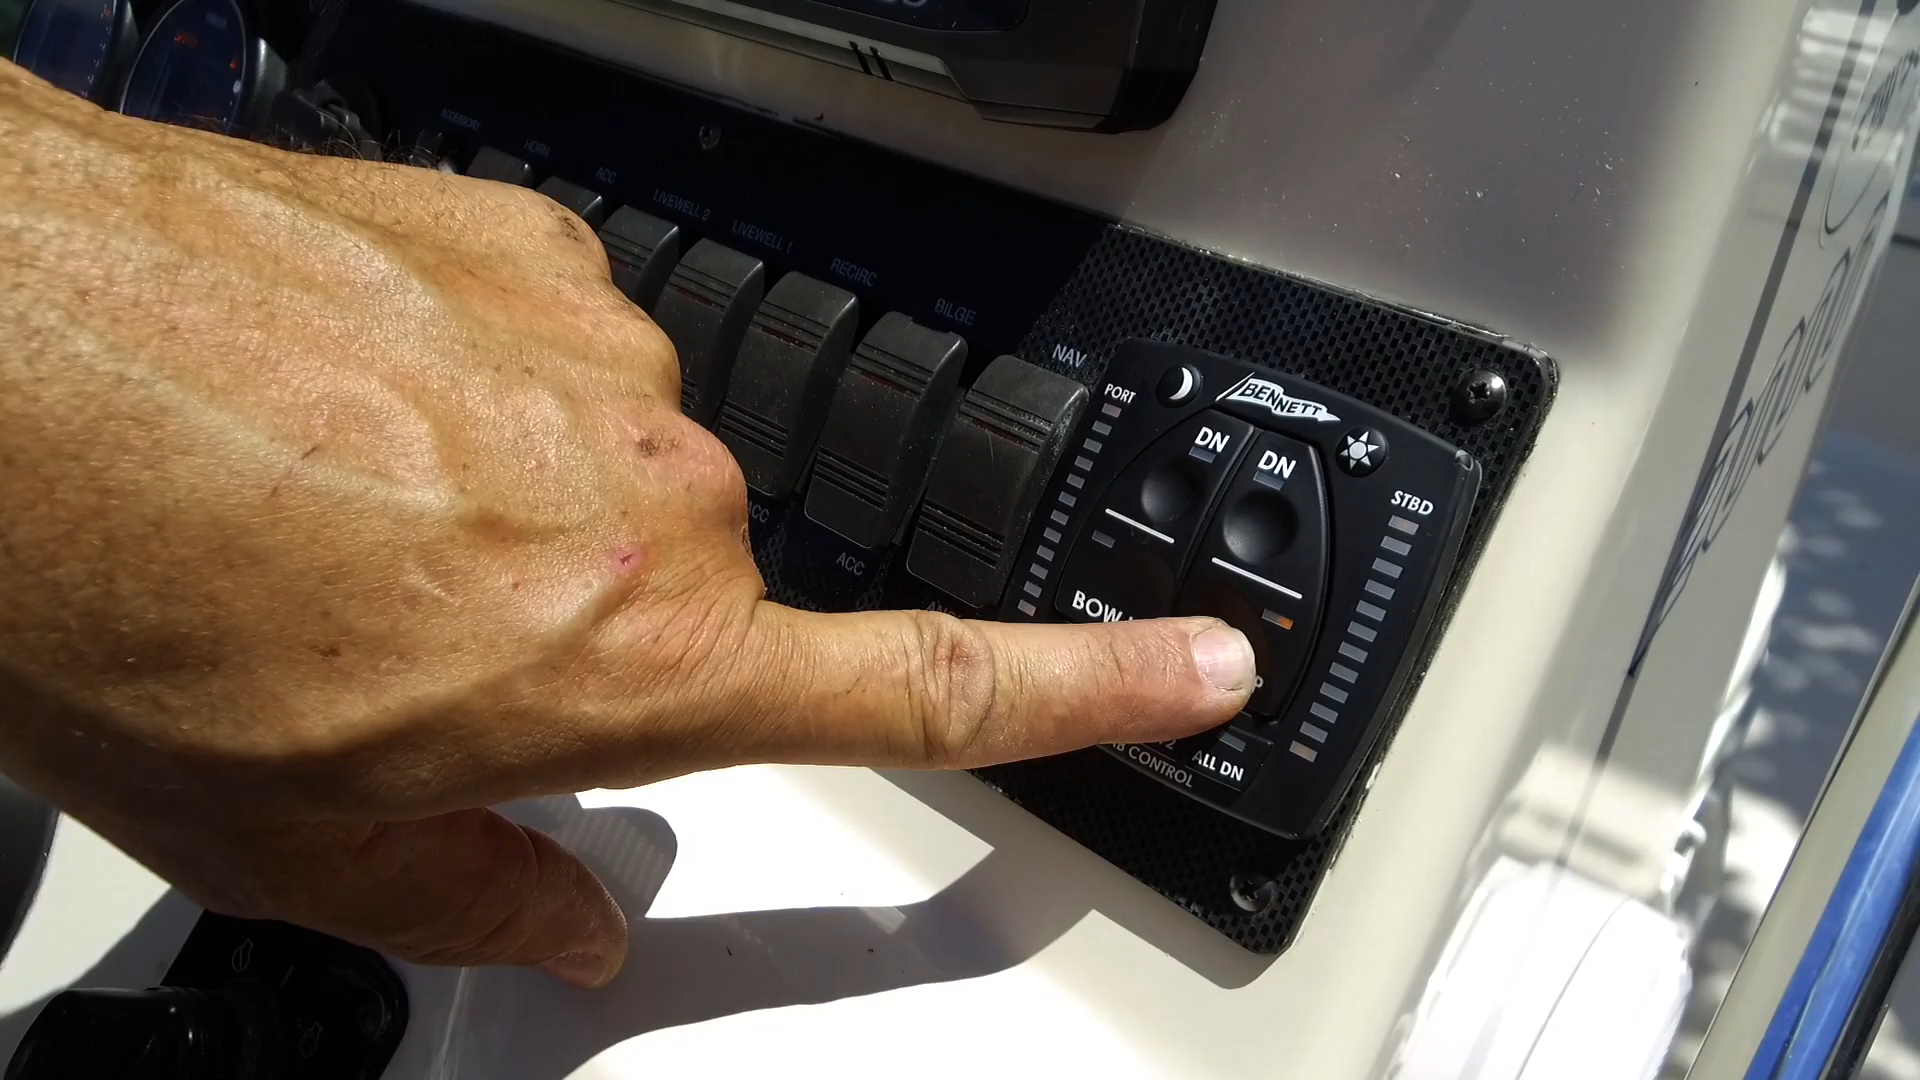 ACCESSORY
HORN
ACC
LIVEWELL 2
LIVEWELL 1
RECIRC
BILGE
NAV
ACC
ACC
PORT
BENNETT
DN
DN
STBD
BOW
CONTROL
ALL DN